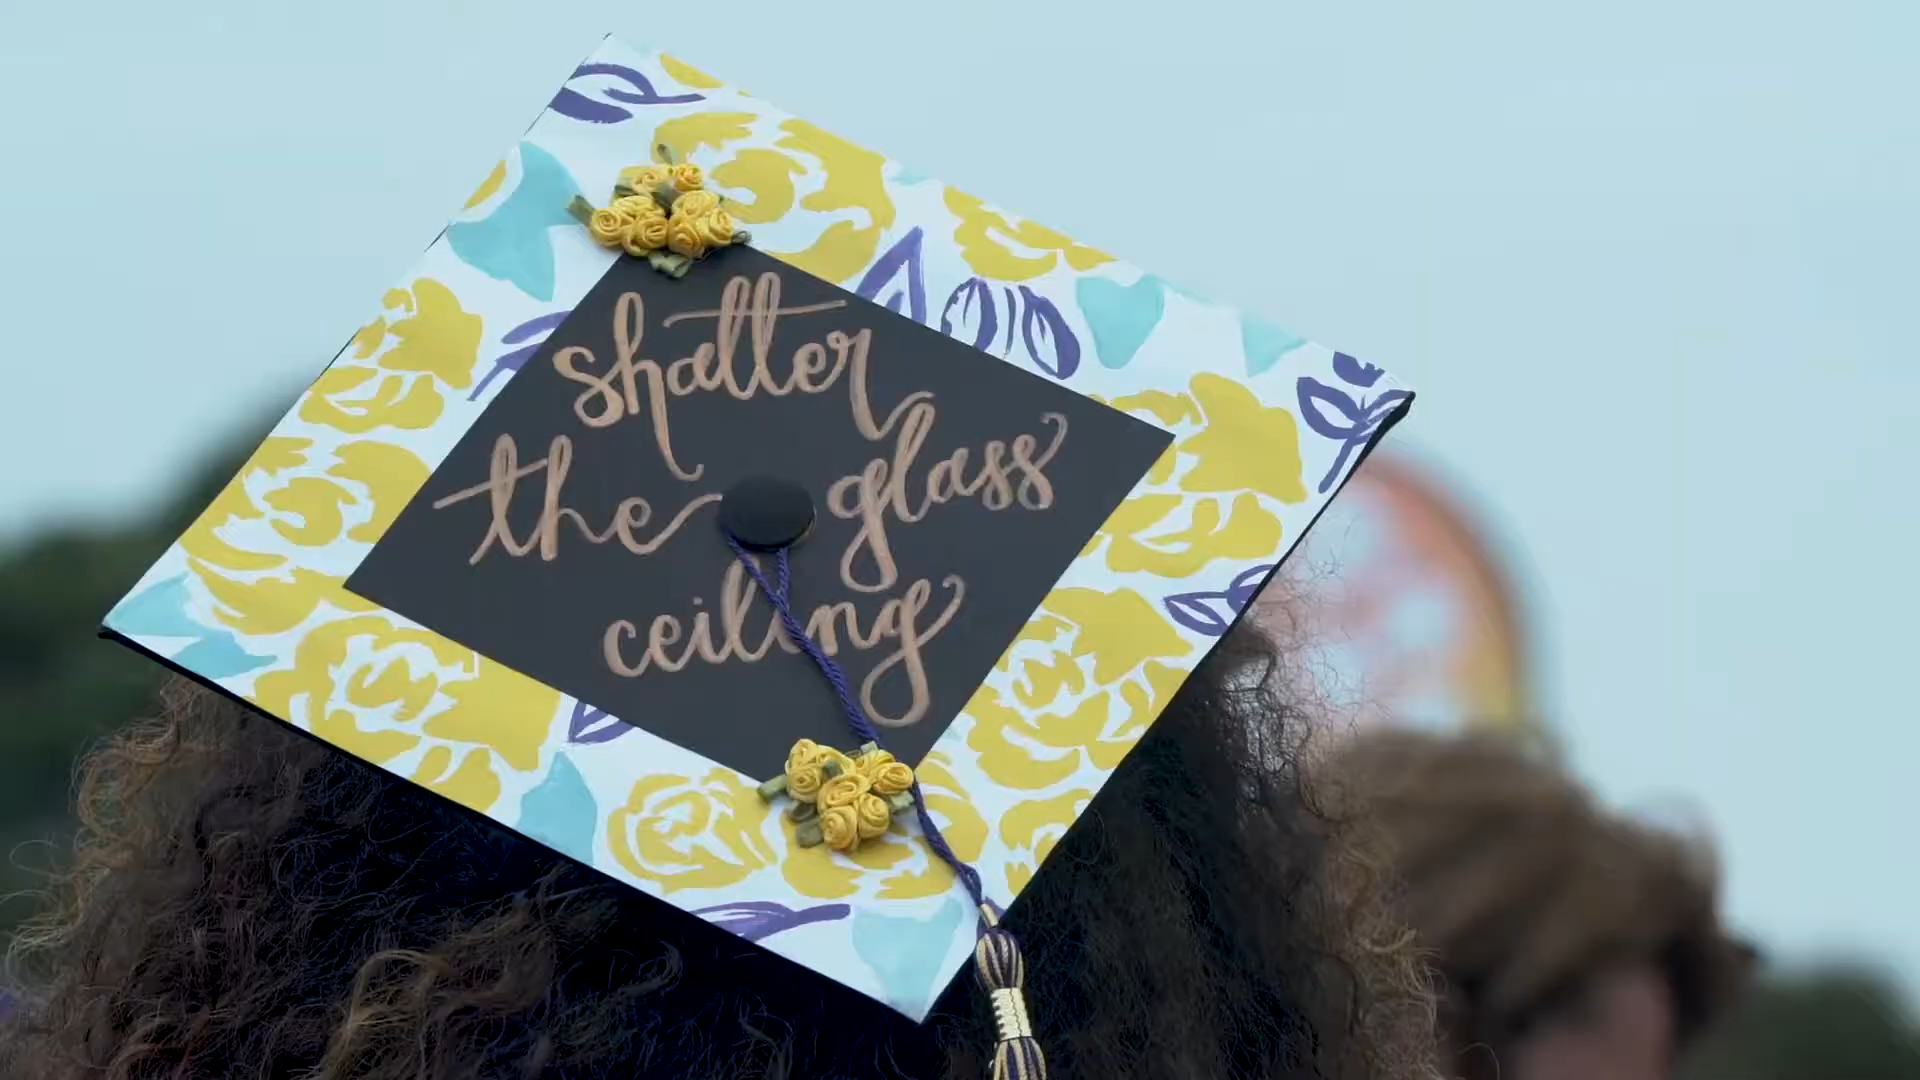 shatter
the glass
ceiling